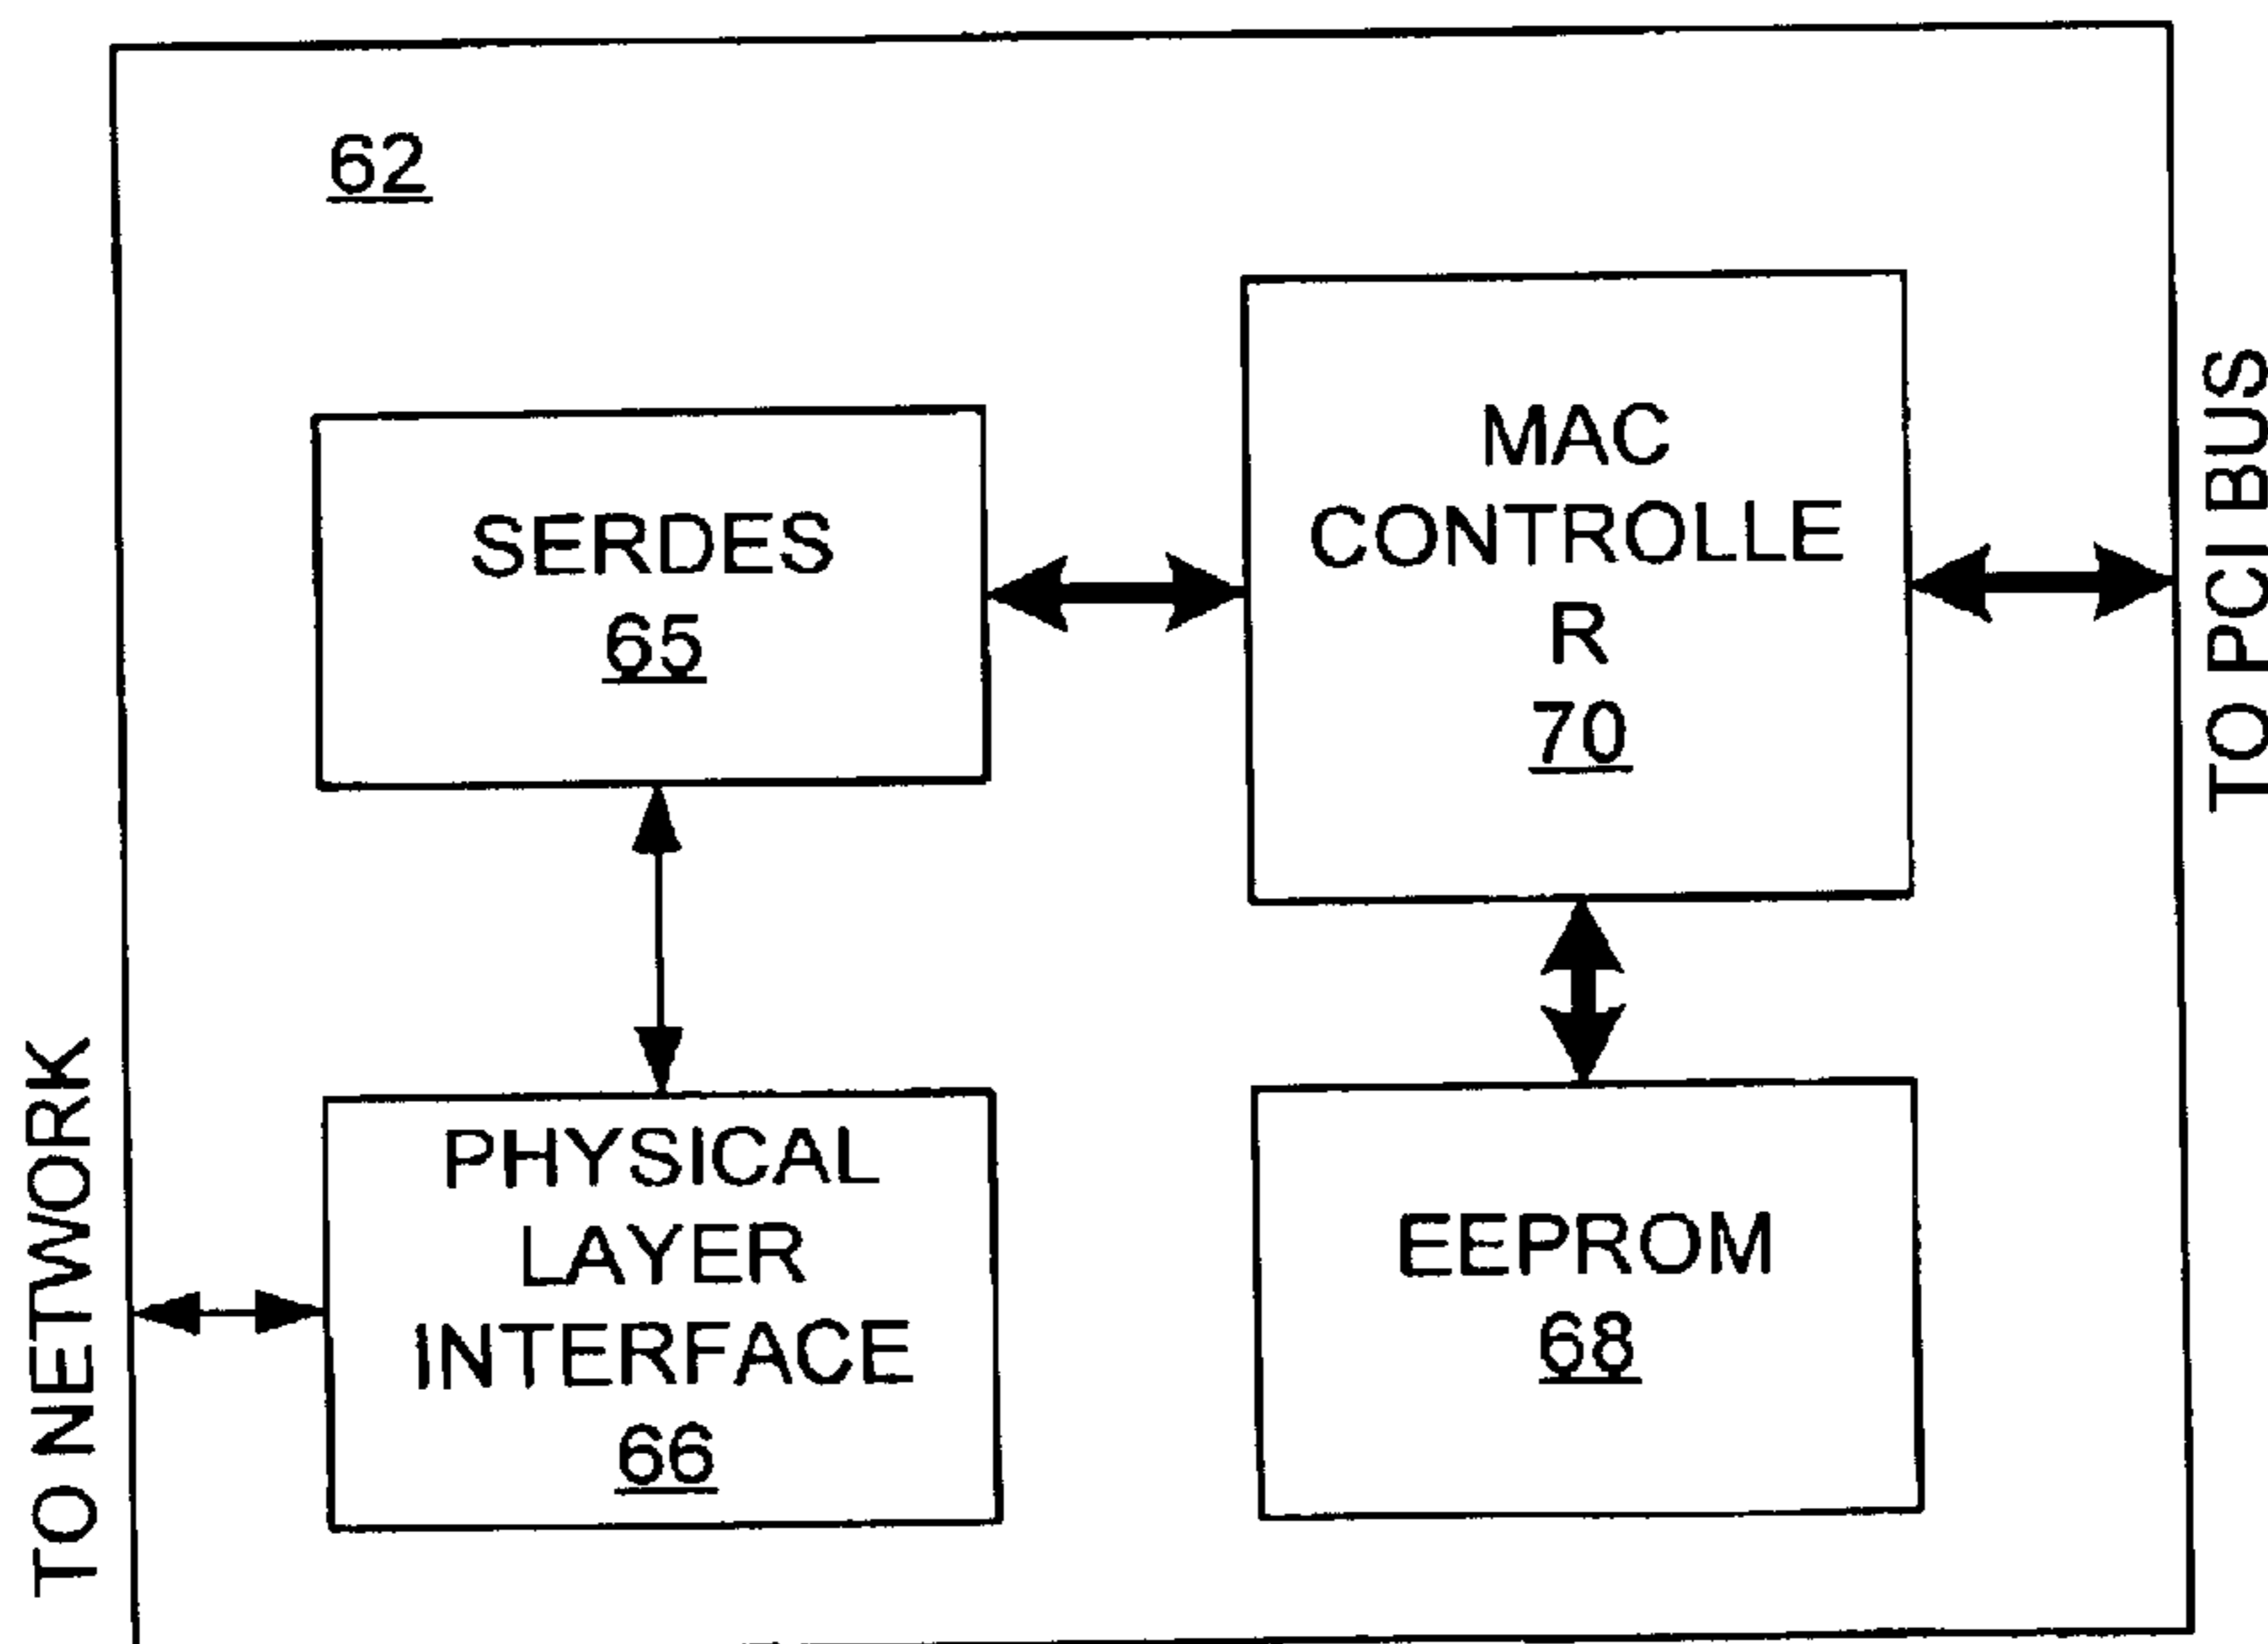 62
SERDES
65
MAC
CONTROLLE
R
70
TO PCI BUS
PHYSICAL
LAYER
INTERFACE
66
EEPROM
68
TO NETWORK